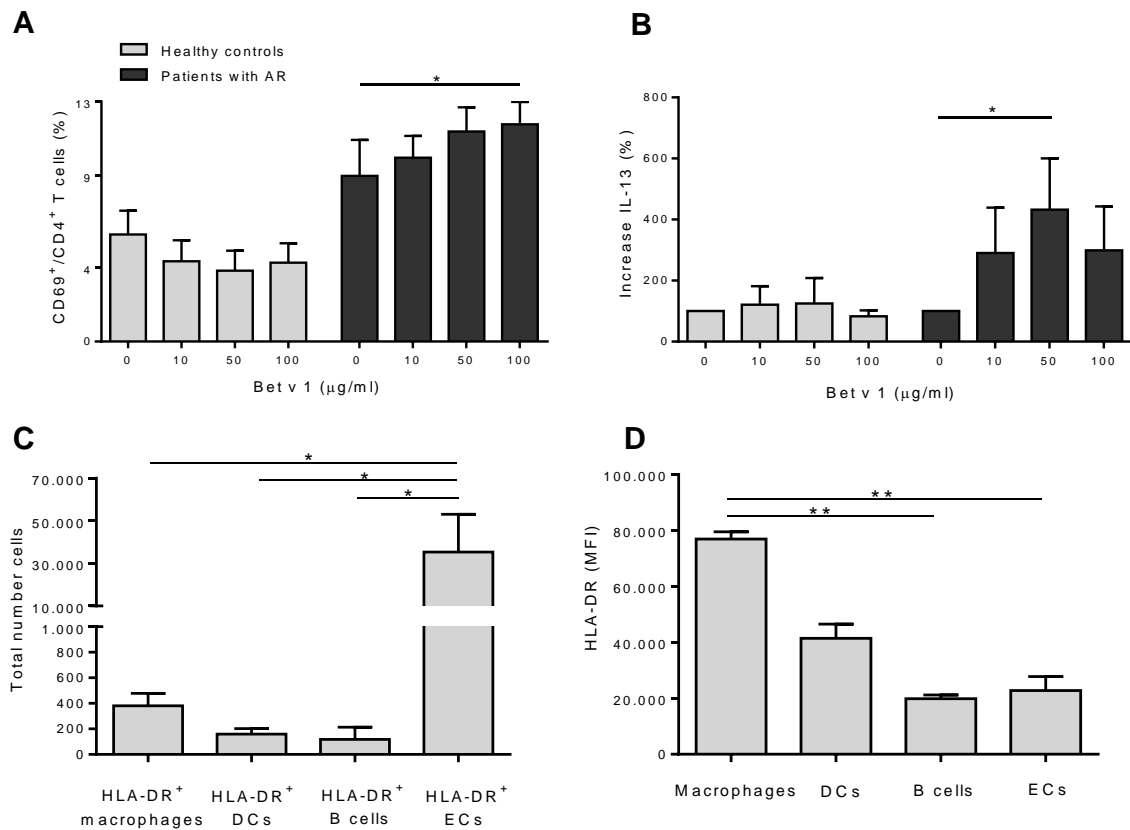 A
Healthy controls
Patients with AR
*
CD69+/CD4+ T cells (%)
13
9
4
0
0 10 50 100 0 10 50 100
Bet v 1 (μg/ml)
B
*
Increase IL-13 (%)
800
600
400
200
0
0 10 50 100 0 10 50 100
Bet v 1 (μg/ml)
C
*
*
*
Total number cells
70.000
50.000
30.000
10.000
1.000
800
600
400
200
0
HLA-DR+ HLA-DR+ HLA-DR+ HLA-DR+
macrophages DCs B cells ECs
D
**
**
HLA-DR (MFI)
100.000
80.000
60.000
40.000
20.000
0
Macrophages DCs B cells ECs